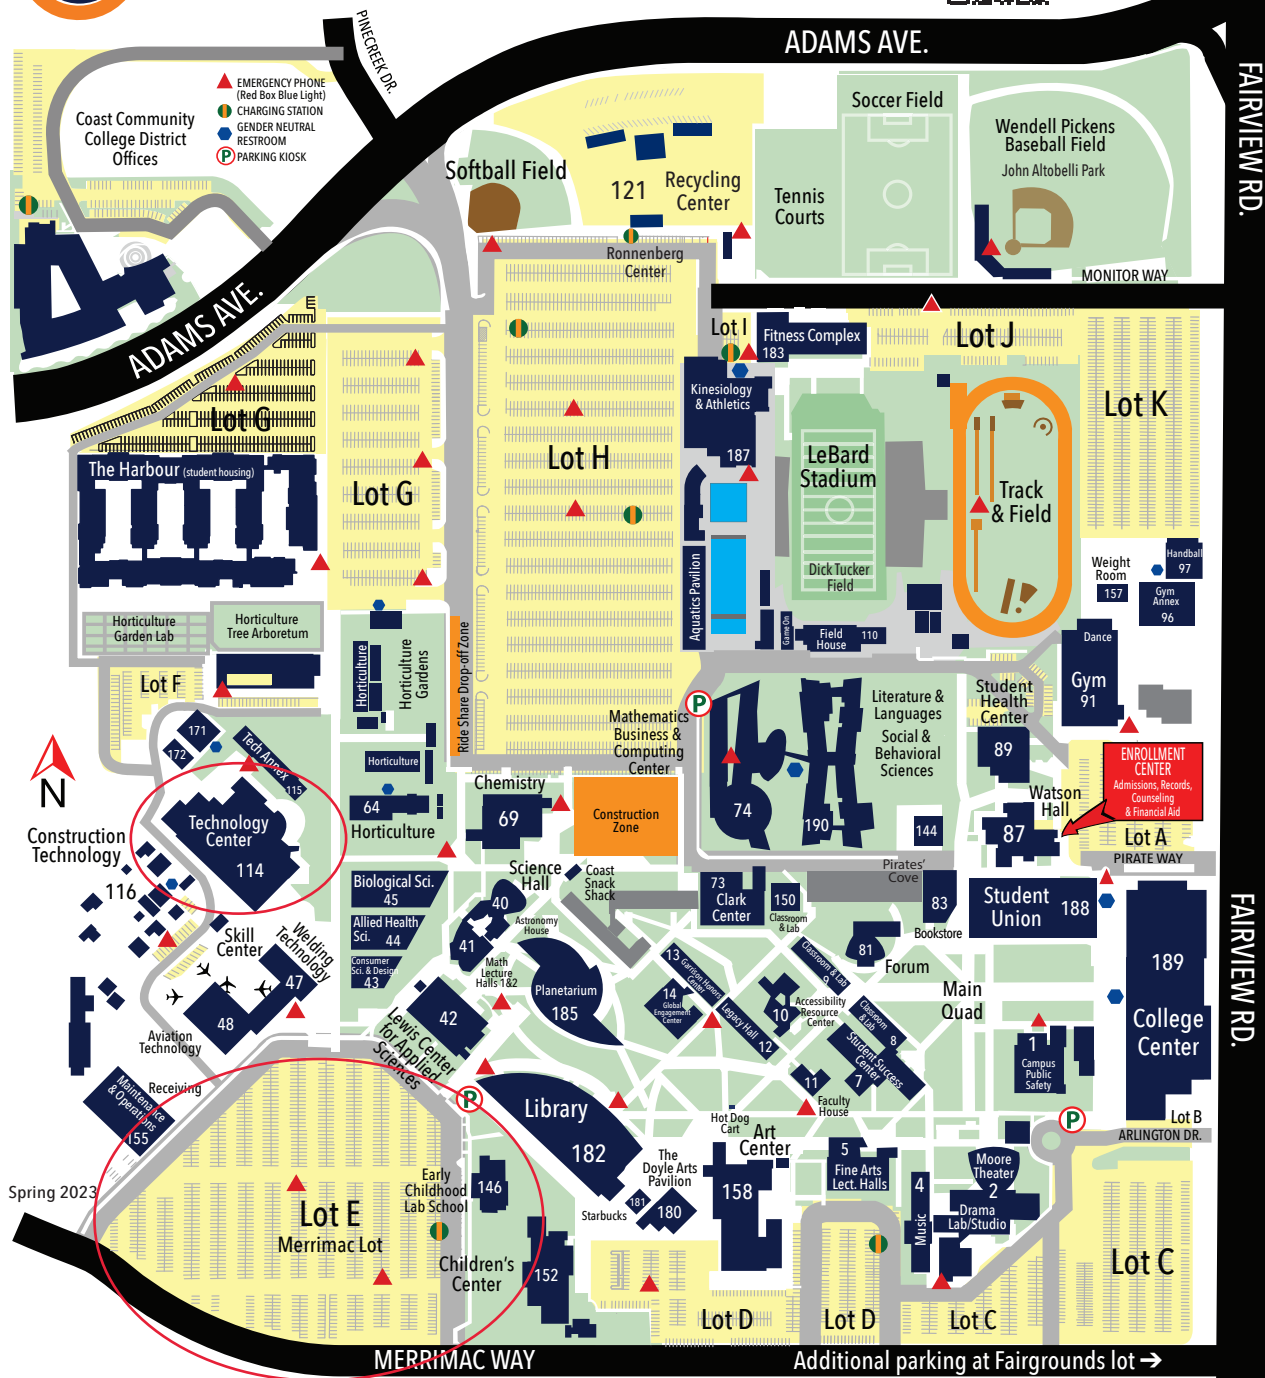 ADAMS AVE.
PINECREEK DR.
FAIRVIEW RD.
EMERGENCY PHONE
(Red Box Blue Light)
CHARGING STATION
GENDER NEUTRAL
RESTROOM
P PARKING KIOSK
Coast Community
College District
Offices
Softball Field
121
Recycling
Center
Ronnenberg
Center
Tennis
Courts
Soccer Field
Wendell Pickens
Baseball Field
John Altobelli Park
MONITOR WAY
ADAMS AVE.
Lot I
Fitness Complex
183
Lot J
Lot K
Kinesiology
& Athletics
187
Lot G
Lot H
Lot G
The Harbour (student housing)
LeBard
Stadium
Track
& Field
Dick Tucker
Field
Aquatics Pavilion
Game On
Field
House
110
Weight
Room
157
Handball
97
Gym
Annex
96
Dance
Gym
91
Horticulture
Garden Lab
Horticulture
Tree Arboretum
Horticulture
Horticulture
Gardens
Ride Share Drop-off Zone
Lot F
171
172
Tech Annex
115
N
Technology
Center
114
Construction
Technology
116
Horticulture
64
Horticulture
Chemistry
69
Construction
Zone
P
Mathematics
Business &
Computing
Center
74
190
Literature &
Languages
Social &
Behavioral
Sciences
144
Student
Health
Center
89
Watson
Hall
87
ENROLLMENT
CENTER
Admissions, Records,
Counseling
& Financial Aid
Lot A
PIRATE WAY
Pirates'
Cove
Biological Sci.
45
Allied Health
Sci. 44
Consumer
Sci. & Design
43
Science
Hall
40
41
Astronomy
House
Math
Lecture
Halls 1&2
Coast
Snack
Shack
Planetarium
185
73
Clark
Center
150
Classroom
& Lab
83
Bookstore
Student
Union
188
81
Forum
Main
Quad
189
College
Center
FAIRVIEW RD.
Skill
Center
Welding
Technology
47
48
Aviation
Technology
42
Lewis Center
for Applied
Sciences
13
Garrison Honors
Center
14
Global
Engagement
Center
Legacy Hall
12
10
Accessibility
Resource
Center
Classroom & Lab
9
Classroom
& Lab
8
Student Success
Center
7
11
Faculty
House
1
Campus
Public
Safety
Receiving
Maintenance
& Operations
155
P
Library
182
Hot Dog
Cart
Art
Center
158
The
Doyle Arts
Pavilion
181
180
Starbucks
5
Fine Arts
Lect. Halls
4
Music
Moore
Theater
2
Drama
Lab/Studio
P
Lot B
ARLINGTON DR.
Spring 2023
Lot E
Merrimac Lot
Early
Childhood
Lab School
146
Children's
Center
152
Lot D
Lot D
Lot C
Lot C
MERRIMAC WAY
Additional parking at Fairgrounds lot →